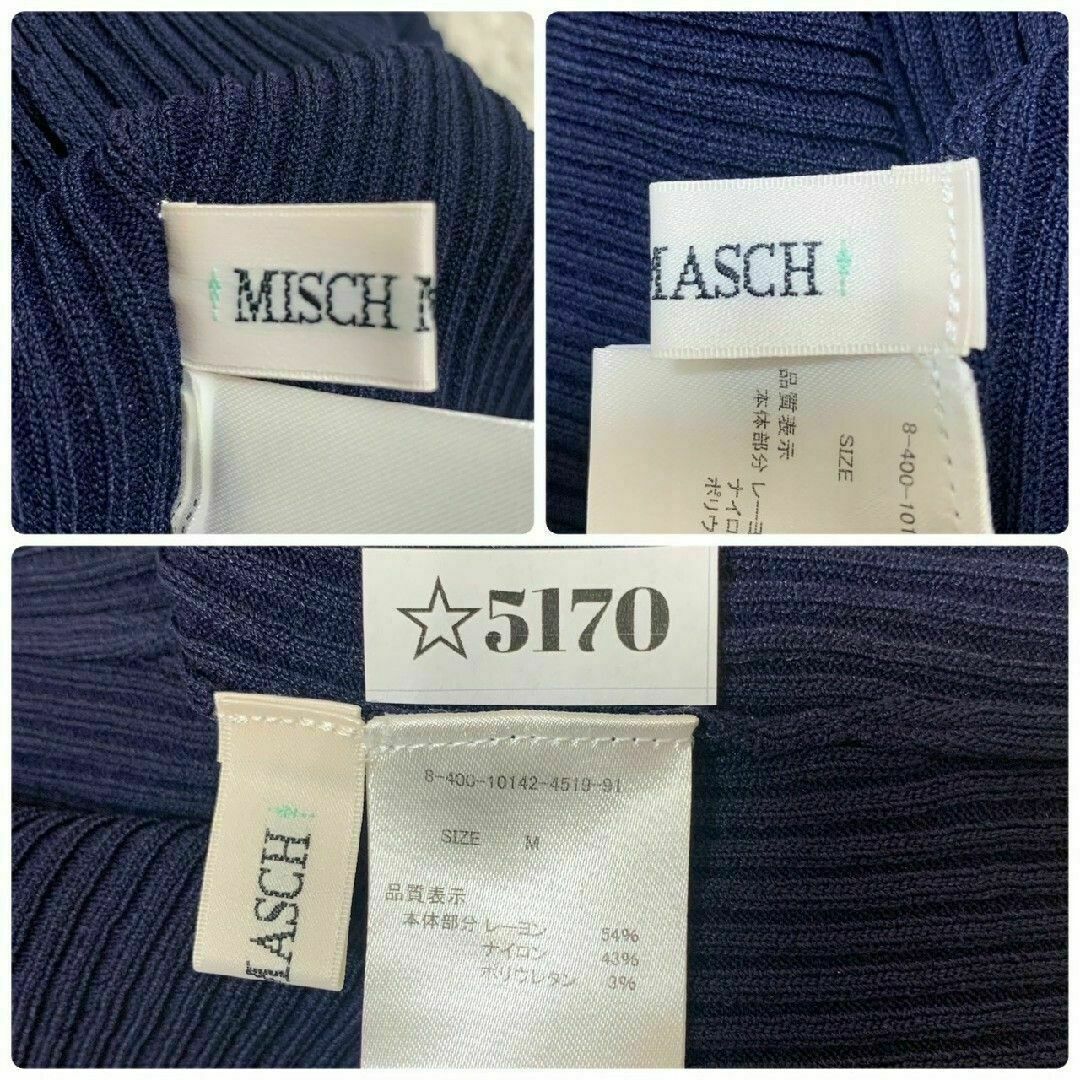 MISCH M
MASCH
8-400-101
SIZE
品質表示
本体部分 レーヨ
ナイロ
ポリウ
☆5170
MASCH
8-400-10142-4519-91
SIZE M
品質表示
本体部分 レーヨン 54%
ナイロン 43%
ポリウレタン 3%